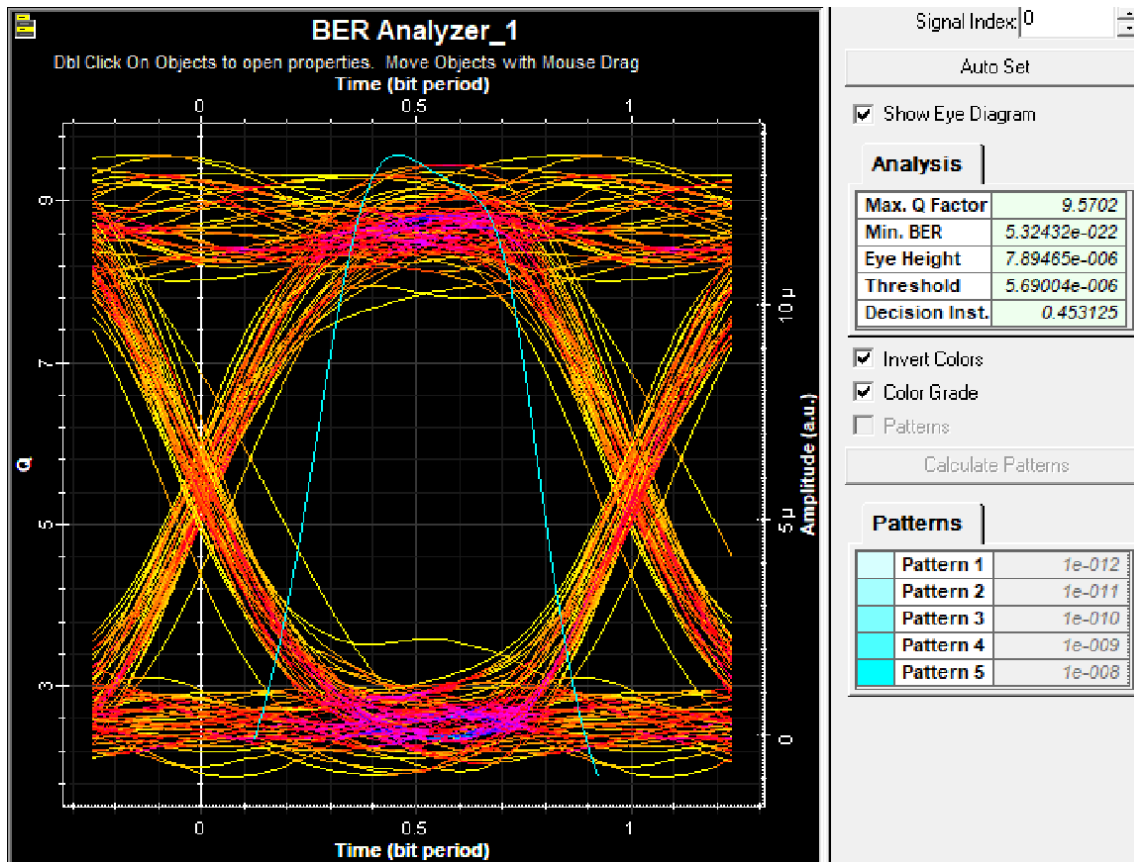 BER Analyzer_1
Dbl Click On Objects to open properties. Move Objects with Mouse Drag
Time (bit period)
0 0.5 1
Q
9
7
5
3
Amplitude (a.u.)
10 µ
5 µ
0
0 0.5 1
Time (bit period)
Signal Index: 0
Auto Set
Show Eye Diagram
Analysis
Max. Q Factor 9.5702
Min. BER 5.32432e-022
Eye Height 7.89465e-006
Threshold 5.69004e-006
Decision Inst. 0.453125
Invert Colors
Color Grade
Patterns
Calculate Patterns
Patterns
Pattern 1 1e-012
Pattern 2 1e-011
Pattern 3 1e-010
Pattern 4 1e-009
Pattern 5 1e-008